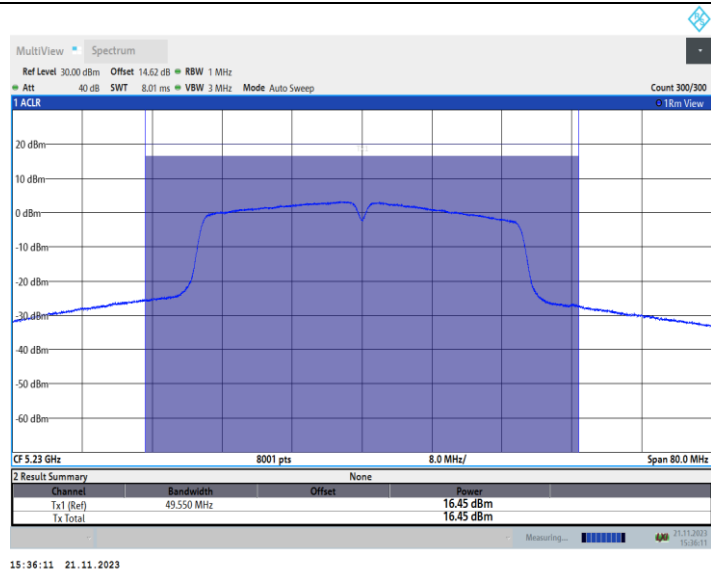 MultiView Spectrum
Ref Level 30.00 dBm Offset 14.62 dB RBW 1 MHz
Att 40 dB SWT 8.01 ms VBW 3 MHz Mode Auto Sweep Count 300/300
1 ACLR 1Rm View
20 dBm
10 dBm
0 dBm
-10 dBm
-20 dBm
-30 dBm
-40 dBm
-50 dBm
-60 dBm
CF 5.23 GHz 8001 pts 8.0 MHz/ Span 80.0 MHz
2 Result Summary None
Channel Bandwidth Offset Power
Tx1 (Ref) 49.550 MHz 16.45 dBm
Tx Total 16.45 dBm
Measuring... 21.11.2023
15:36:11
15:36:11 21.11.2023